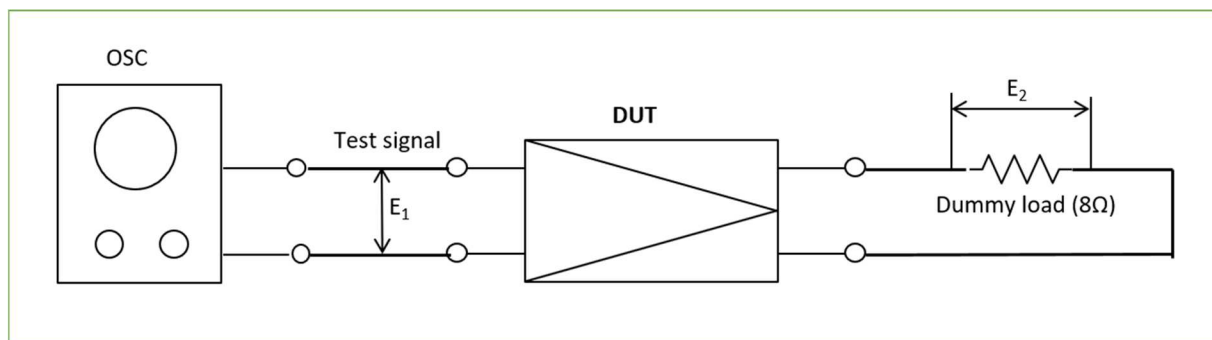 OSC
Test signal
E₁
DUT
E₂
Dummy load (8Ω)